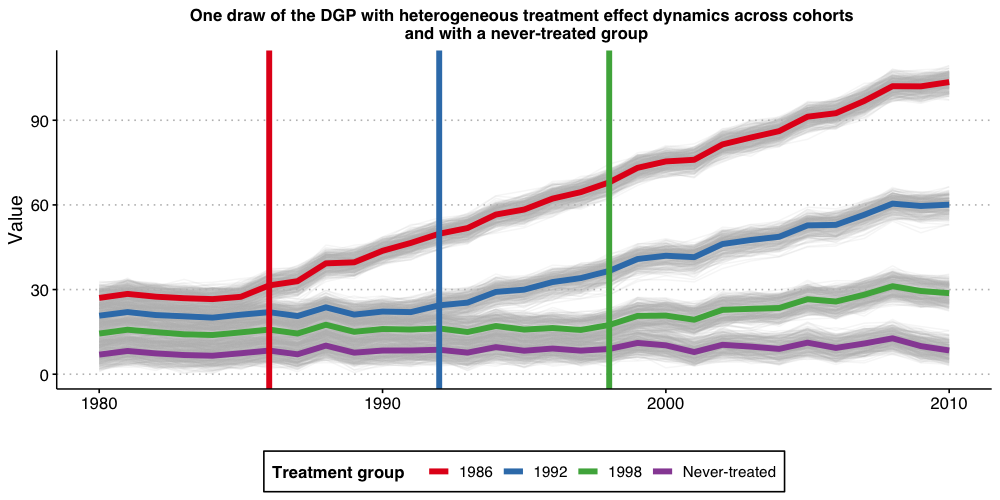 One draw of the DGP with heterogeneous treatment effect dynamics across cohorts
and with a never-treated group
Value
90
60
30
0
1980 1990 2000 2010
Treatment group 1986 1992 1998 Never-treated